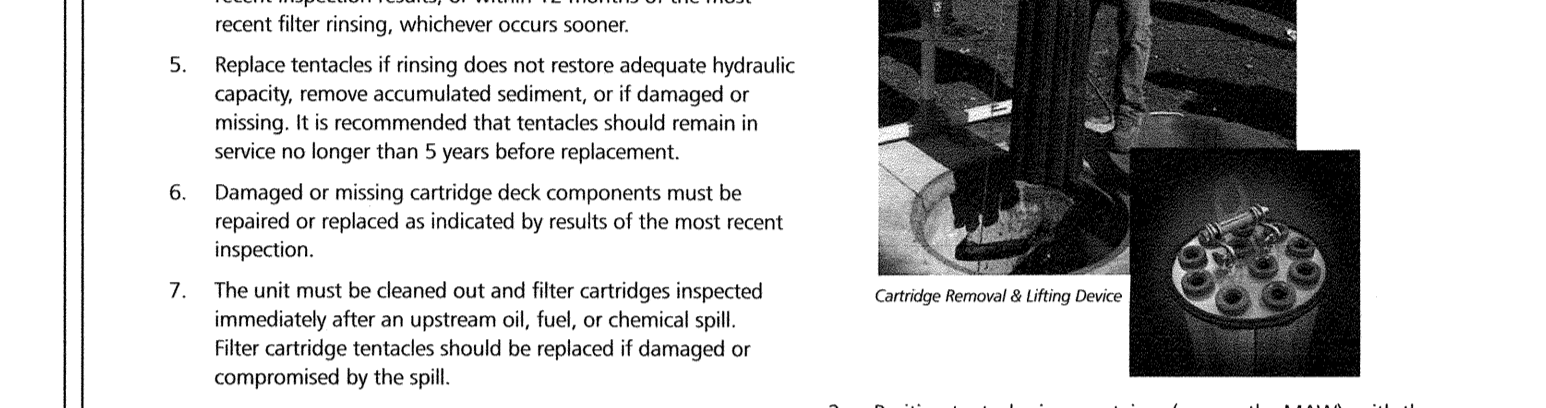 recent filter rinsing, whichever occurs sooner.
5. Replace tentacles if rinsing does not restore adequate hydraulic
capacity, remove accumulated sediment, or if damaged or
missing. It is recommended that tentacles should remain in
service no longer than 5 years before replacement.
6. Damaged or missing cartridge deck components must be
repaired or replaced as indicated by results of the most recent
inspection.
7. The unit must be cleaned out and filter cartridges inspected
immediately after an upstream oil, fuel, or chemical spill.
Filter cartridge tentacles should be replaced if damaged or
compromised by the spill.
Cartridge Removal & Lifting Device